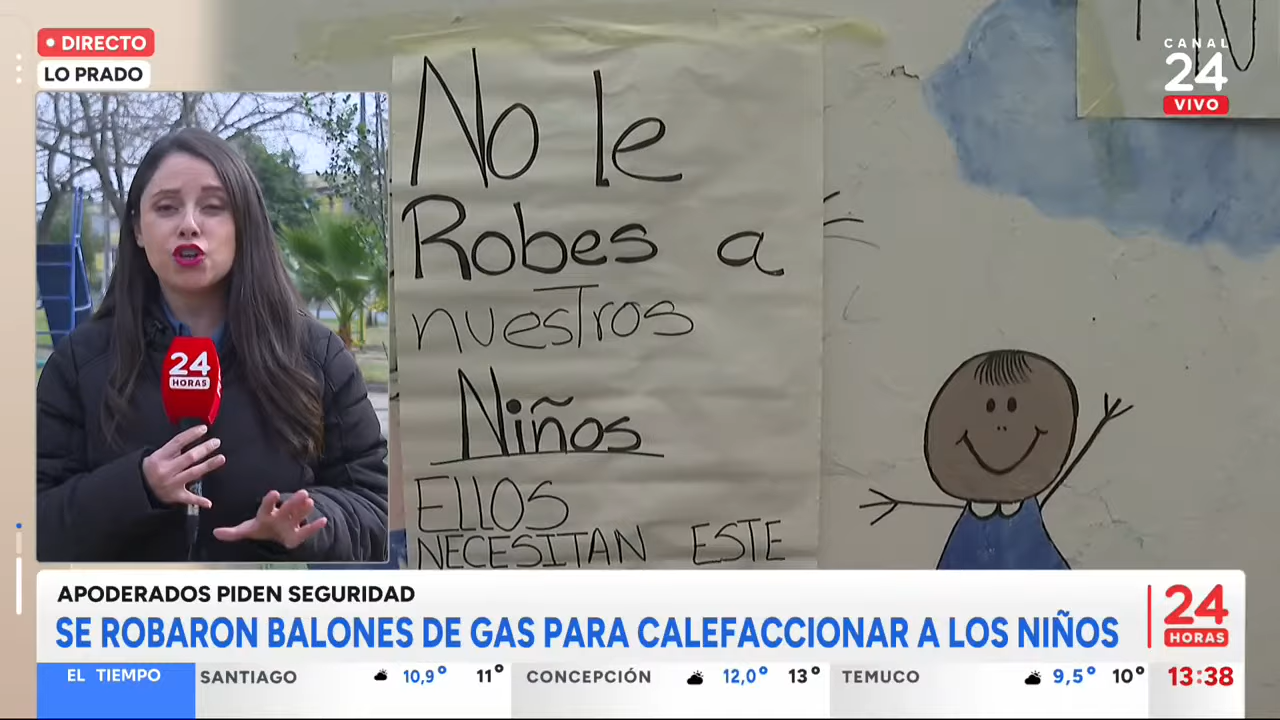 DIRECTO
LO PRADO
CANAL
24
VIVO
No le
Robes a
nuestros
Niños
ELLOS
NECESITAN ESTE
24
HORAS
APODERADOS PIDEN SEGURIDAD
SE ROBARON BALONES DE GAS PARA CALEFACCIONAR A LOS NIÑOS
24
HORAS
EL TIEMPO
SANTIAGO 10,9° 11°
CONCEPCIÓN 12,0° 13°
TEMUCO 9,5° 10°
13:38